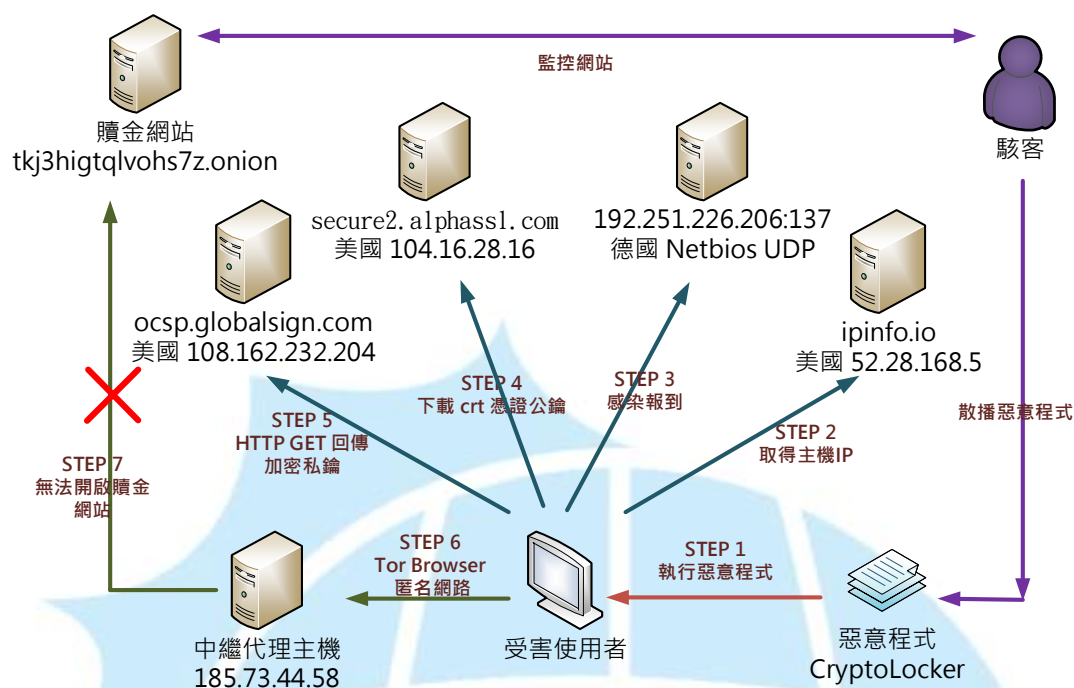 監控網站
贖金網站
tkj3higtqlvohs7z.onion
駭客
secure2.alphassl.com
美國 104.16.28.16
192.251.226.206:137
德國 Netbios UDP
ocsp.globalsign.com
美國 108.162.232.204
ipinfo.io
美國 52.28.168.5
STEP 4
下載 crt 憑證公鑰
STEP 3
感染報到
散播惡意程式
STEP 5
HTTP GET 回傳
加密私鑰
STEP 2
取得主機IP
STEP 7
無法開啟贖金
網站
STEP 6
Tor Browser
匿名網路
STEP 1
執行惡意程式
中繼代理主機
185.73.44.58
受害使用者
惡意程式
CryptoLocker